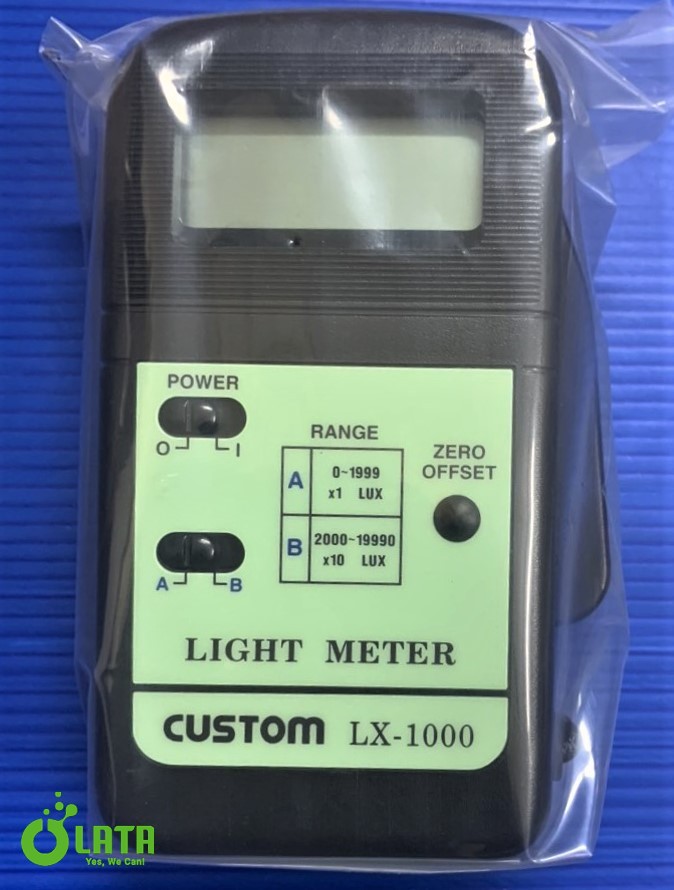 POWER
O I
RANGE
A 0~1999
x1 LUX
B 2000~19990
x10 LUX
ZERO
OFFSET
A B
LIGHT METER
CUSTOM LX-1000
OLATA
Yes, We Can!